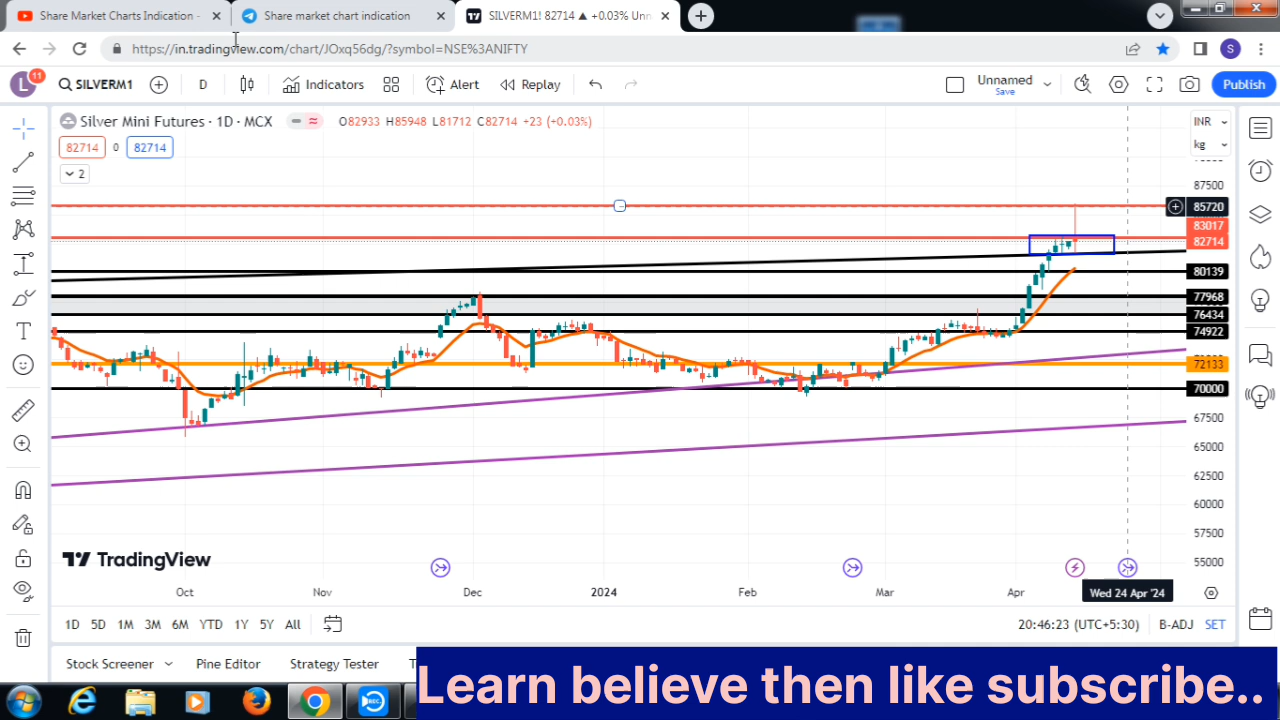 Share Market Charts Indication -
Share market chart indication
SILVERM1! 82714 ▲ +0.03% Unn
https://in.tradingview.com/chart/JOxq56dg/?symbol=NSE%3ANIFTY
S
L
11
SILVERM1
D
Indicators
Alert
Replay
Unnamed
Save
Publish
Silver Mini Futures · 1D · MCX
O82933 H85948 L81712 C82714 +23 (+0.03%)
INR
kg
82714 0 82714
2
87500
85720
83017
82714
80139
77968
76434
74922
72133
70000
67500
65000
62500
60000
57500
55000
TradingView
Oct
Nov
Dec
2024
Feb
Mar
Apr
Wed 24 Apr '24
1D 5D 1M 3M 6M YTD 1Y 5Y All
20:46:23 (UTC+5:30)
B-ADJ
SET
Stock Screener
Pine Editor
Strategy Tester
REC
Learn believe then like subscribe..